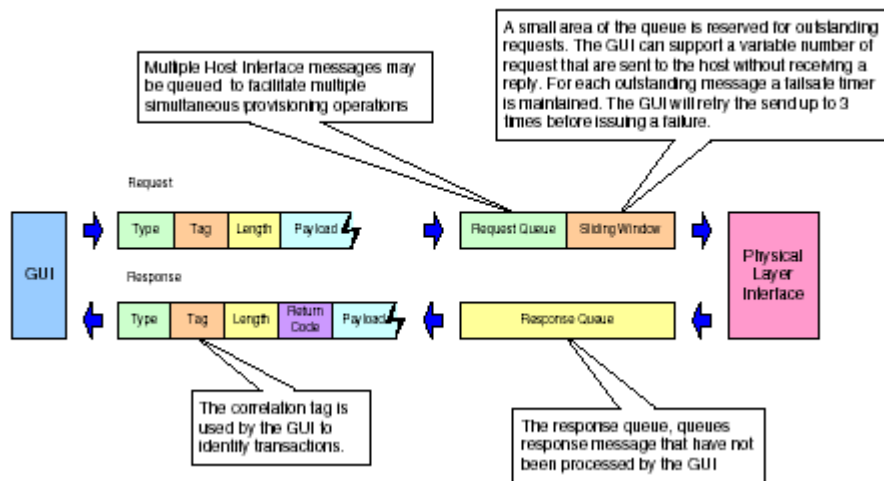 A small area of the queue is reserved for outstanding
requests. The GUI can support a variable number of
request that are sent to the host without receiving a
reply. For each outstanding message a failsafe timer
is maintained. The GUI will retry the send up to 3
times before issuing a failure.
Multiple Host Interface messages may
be queued to facilitate multiple
simultaneous provisioning operations
Request
GUI
Type
Tag
Length
Payload
Request Queue
Sliding Window
Physical
Layer
Interface
Response
Type
Tag
Length
Return
Code
Payload
Response Queue
The correlation tag is
used by the GUI to
identify transactions.
The response queue, queues
response message that have not
been processed by the GUI